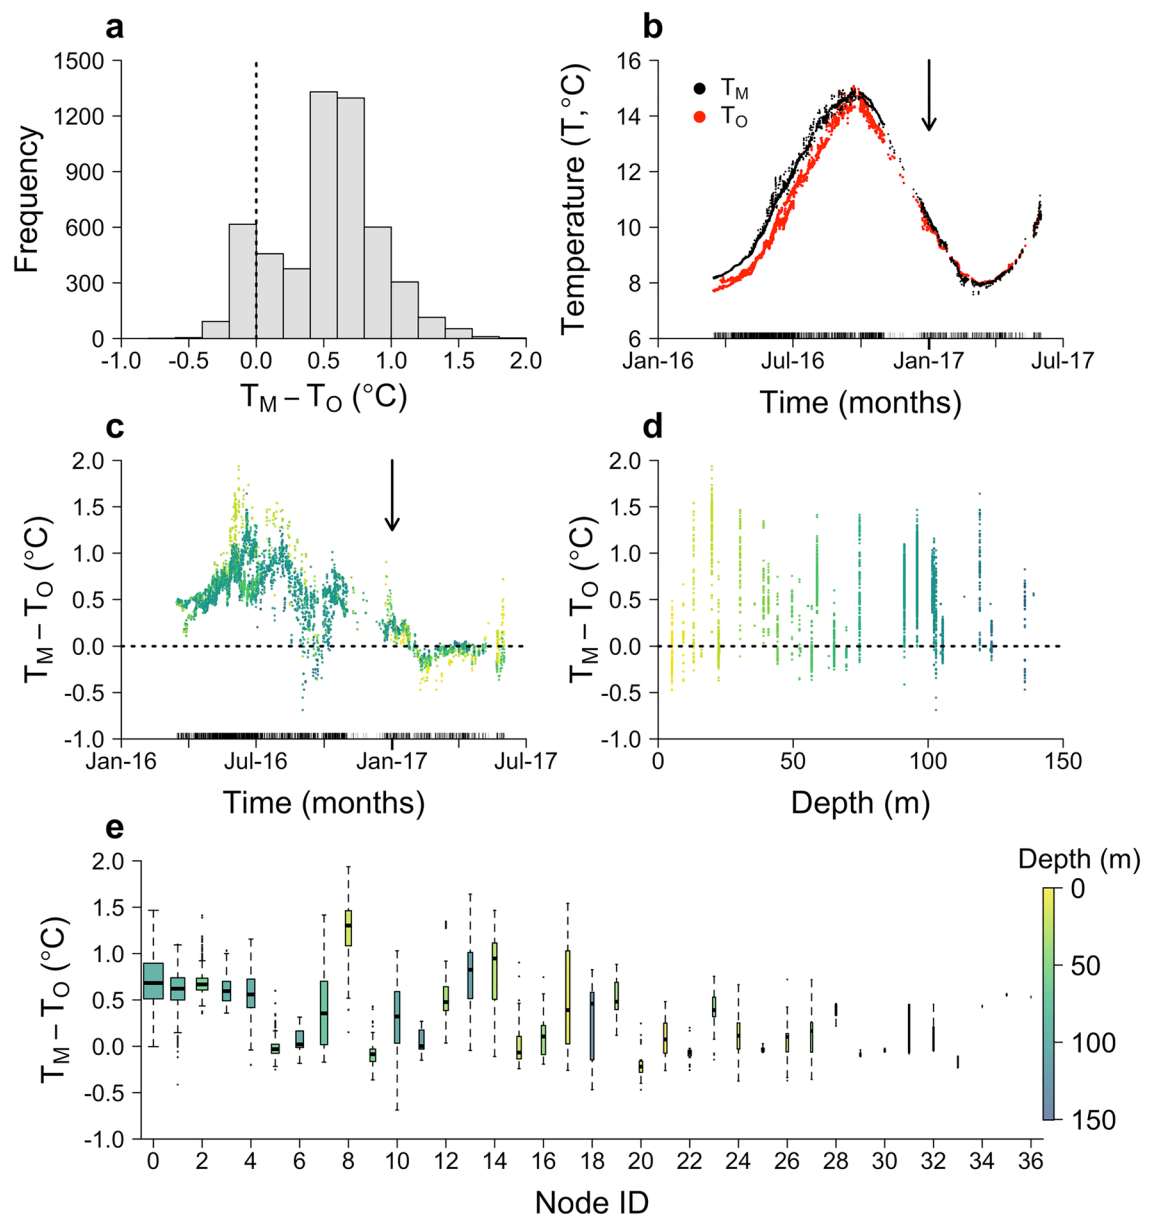 a
1500
1200
900
600
300
0
Frequency
-1.0 -0.5 0.0 0.5 1.0 1.5 2.0
TM – TO (°C)
b
16
14
12
10
8
6
Temperature (T,°C)
TM
TO
Jan-16 Jul-16 Jan-17 Jul-17
Time (months)
c
2.0
1.5
1.0
0.5
0.0
-0.5
-1.0
TM – TO (°C)
Jan-16 Jul-16 Jan-17 Jul-17
Time (months)
d
2.0
1.5
1.0
0.5
0.0
-0.5
-1.0
TM – TO (°C)
0 50 100 150
Depth (m)
e
2.0
1.5
1.0
0.5
0.0
-0.5
-1.0
TM – TO (°C)
0 2 4 6 8 10 12 14 16 18 20 22 24 26 28 30 32 34 36
Node ID
Depth (m)
0
50
100
150